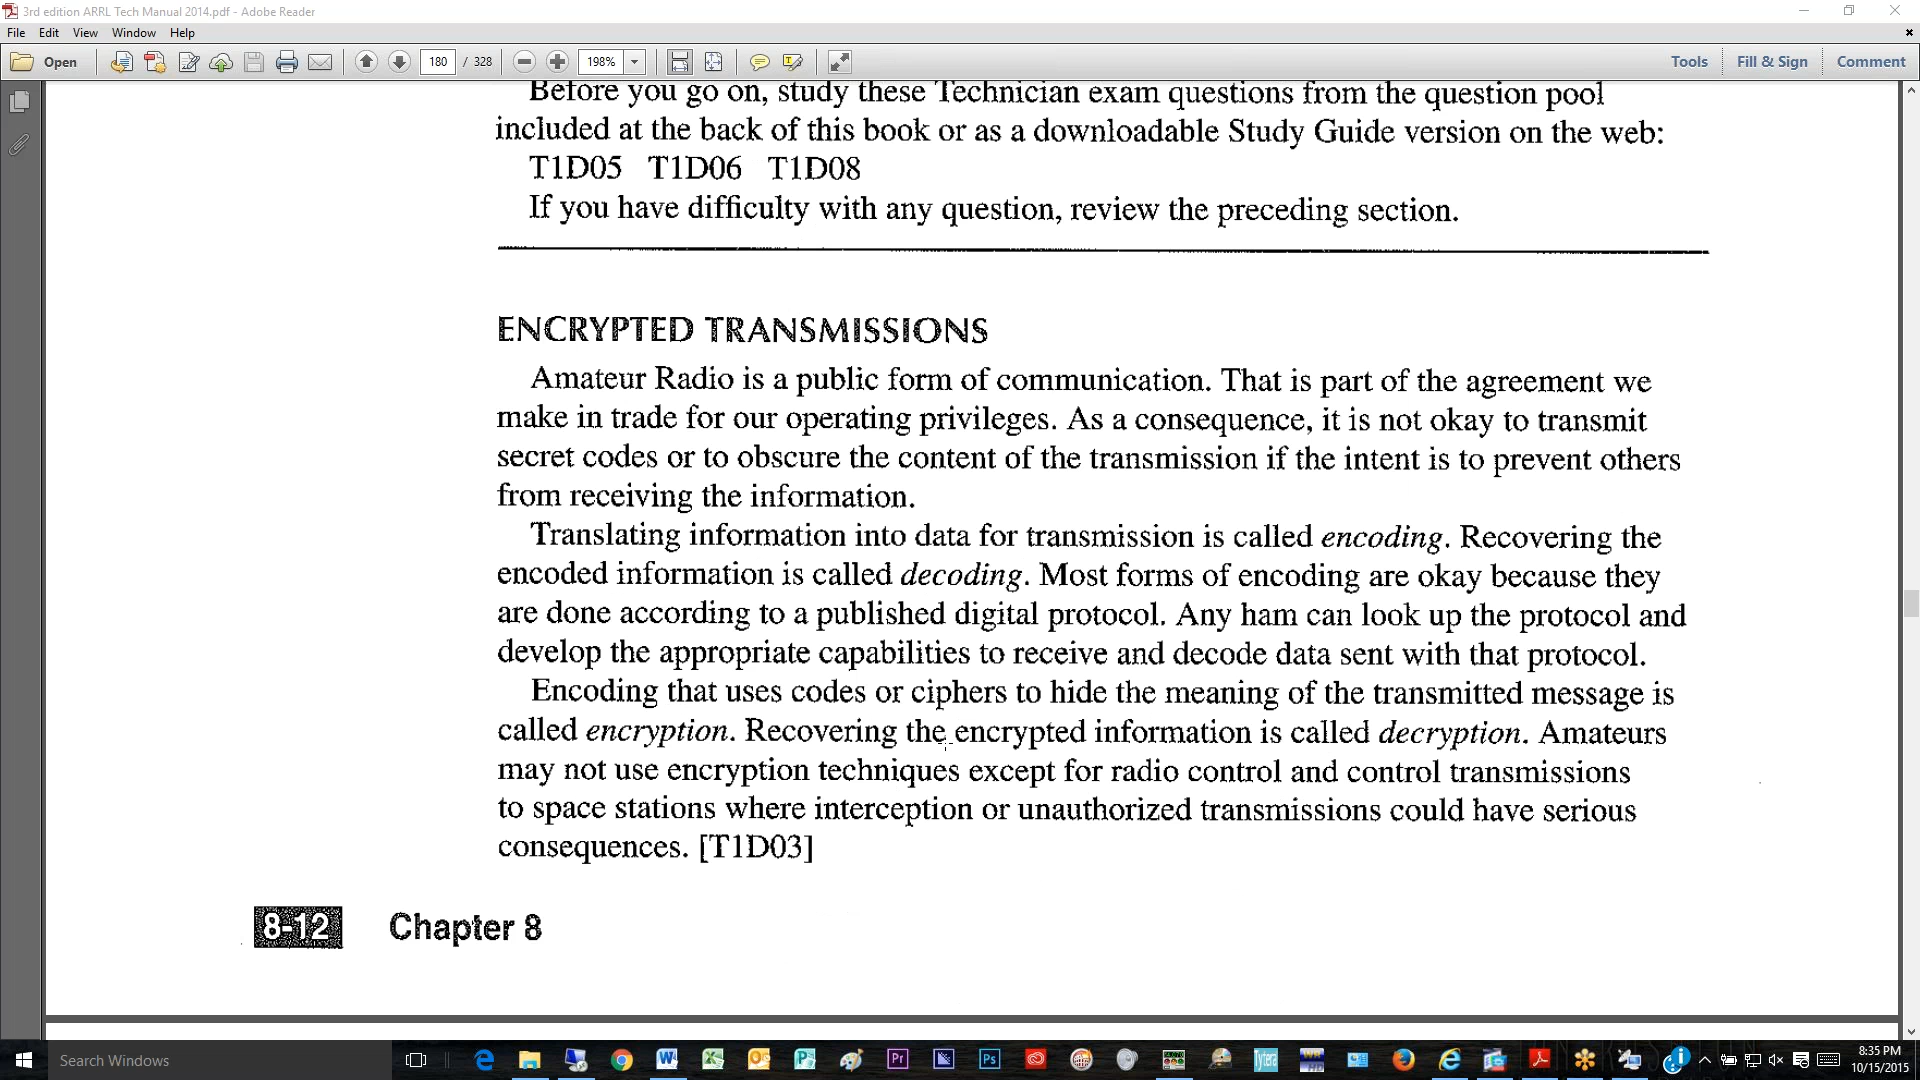 3rd edition ARRL Tech Manual 2014.pdf - Adobe Reader
File Edit View Window Help
Open 180 / 328 198% Tools Fill & Sign Comment
Before you go on, study these Technician exam questions from the question pool
included at the back of this book or as a downloadable Study Guide version on the web:
T1D05 T1D06 T1D08
If you have difficulty with any question, review the preceding section.
ENCRYPTED TRANSMISSIONS
Amateur Radio is a public form of communication. That is part of the agreement we
make in trade for our operating privileges. As a consequence, it is not okay to transmit
secret codes or to obscure the content of the transmission if the intent is to prevent others
from receiving the information.
Translating information into data for transmission is called encoding. Recovering the
encoded information is called decoding. Most forms of encoding are okay because they
are done according to a published digital protocol. Any ham can look up the protocol and
develop the appropriate capabilities to receive and decode data sent with that protocol.
Encoding that uses codes or ciphers to hide the meaning of the transmitted message is
called encryption. Recovering the encrypted information is called decryption. Amateurs
may not use encryption techniques except for radio control and control transmissions
to space stations where interception or unauthorized transmissions could have serious
consequences. [T1D03]
8-12 Chapter 8
Search Windows
Pr Ps Tytera
8:35 PM
10/15/2015